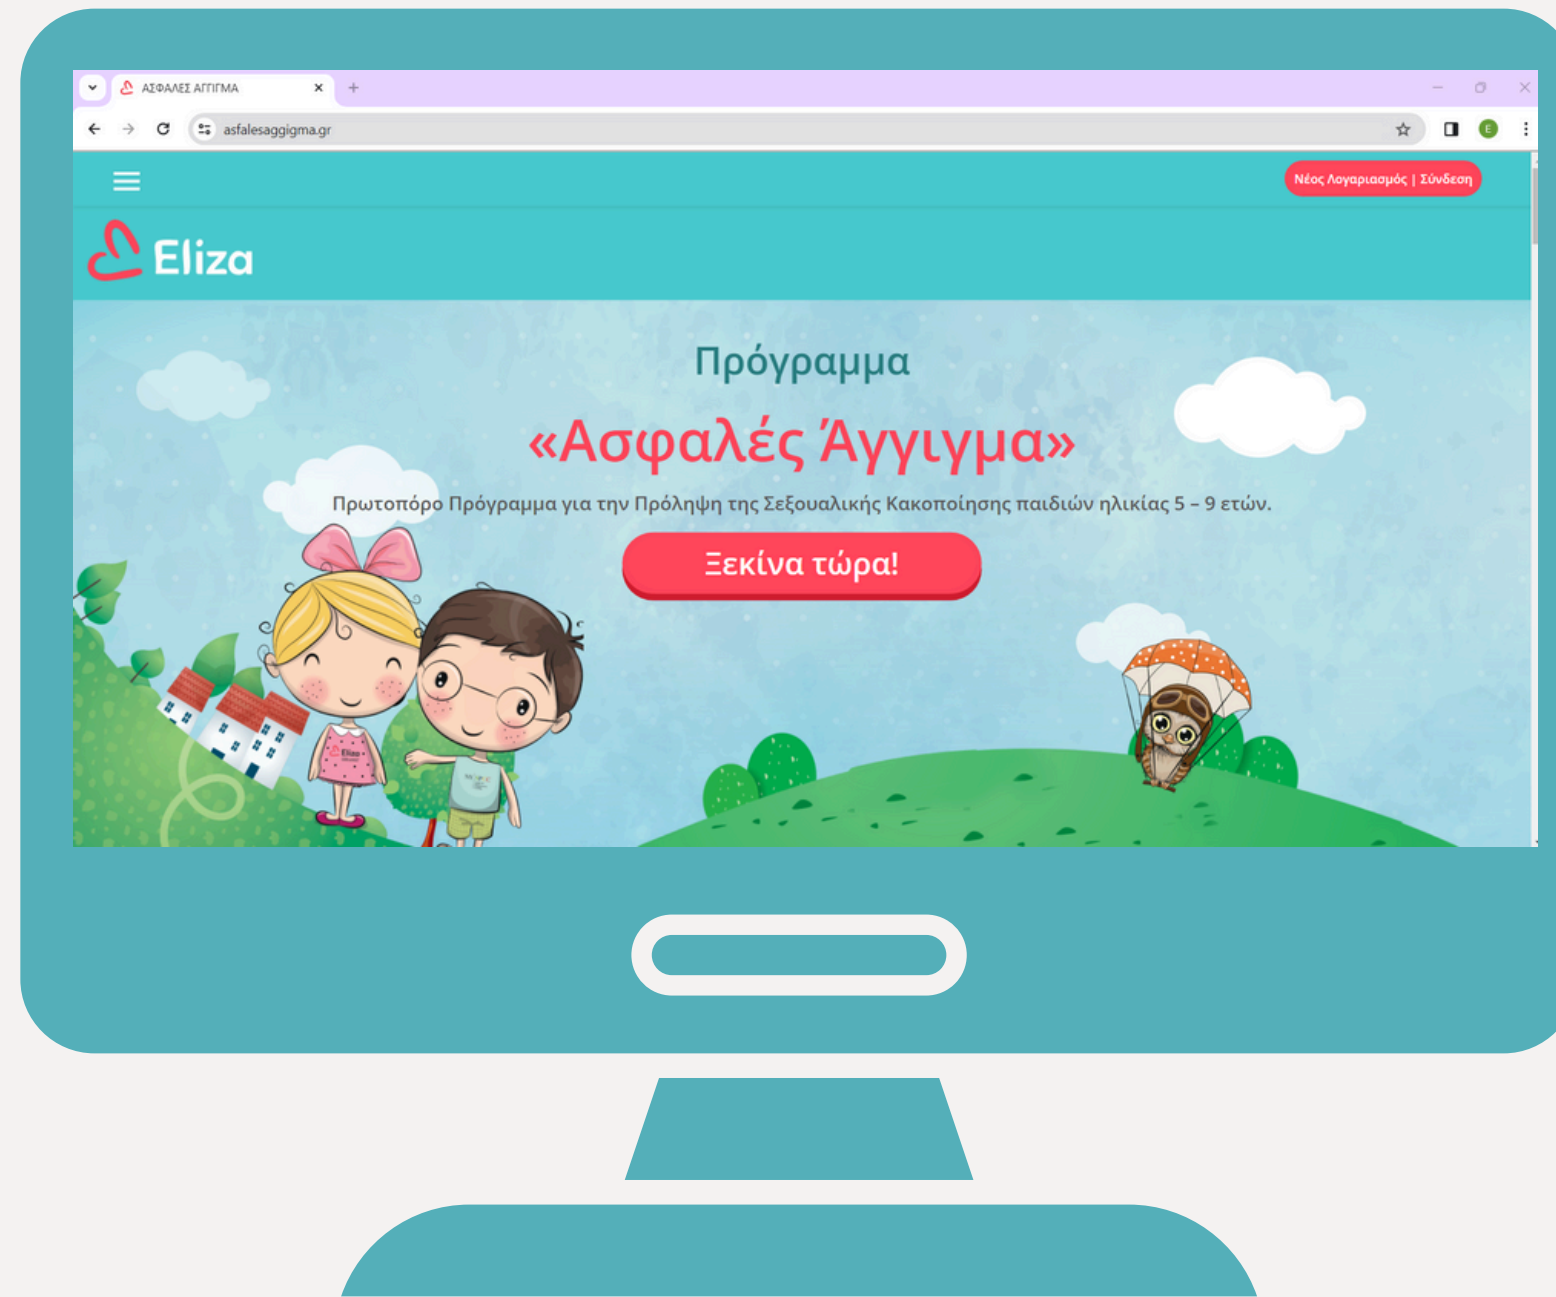 ΑΣΦΑΛΕΣ ΑΓΓΙΓΜΑ
asfalesaggigma.gr
E
Νέος Λογαριασμός | Σύνδεση
Eliza
Πρόγραμμα
«Ασφαλές Άγγιγμα»
Πρωτοπόρο Πρόγραμμα για την Πρόληψη της Σεξουαλικής Κακοποίησης παιδιών ηλικίας 5 – 9 ετών.
Ξεκίνα τώρα!
Eliza